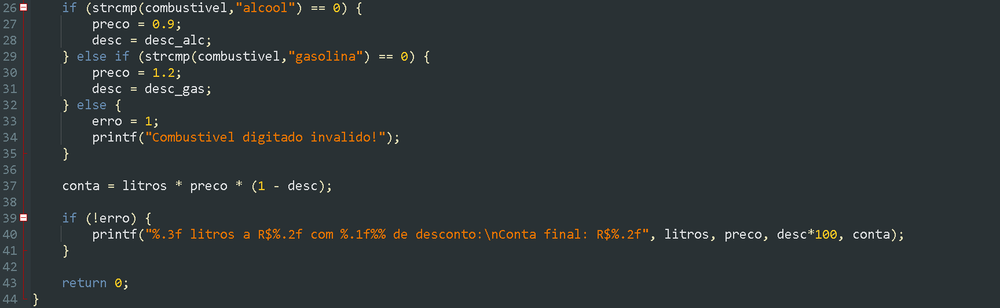 26 if (strcmp(combustivel,"alcool") == 0) {
27 preco = 0.9;
28 desc = desc_alc;
29 } else if (strcmp(combustivel,"gasolina") == 0) {
30 preco = 1.2;
31 desc = desc_gas;
32 } else {
33 erro = 1;
34 printf("Combustivel digitado invalido!");
35 }
36
37 conta = litros * preco * (1 - desc);
38
39 if (!erro) {
40 printf("%.3f litros a R$%.2f com %.1f%% de desconto:\nConta final: R$%.2f", litros, preco, desc*100, conta);
41 }
42
43 return 0;
44 }